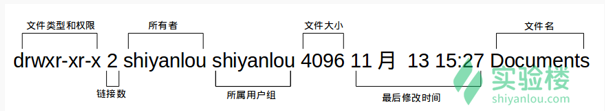 文件类型和权限 所有者 文件大小 文件名
drwxr-xr-x 2 shiyanlou shiyanlou 4096 11 月 13 15:27 Documents
链接数 所属用户组 最后修改时间
实验楼
shiyanlou.com